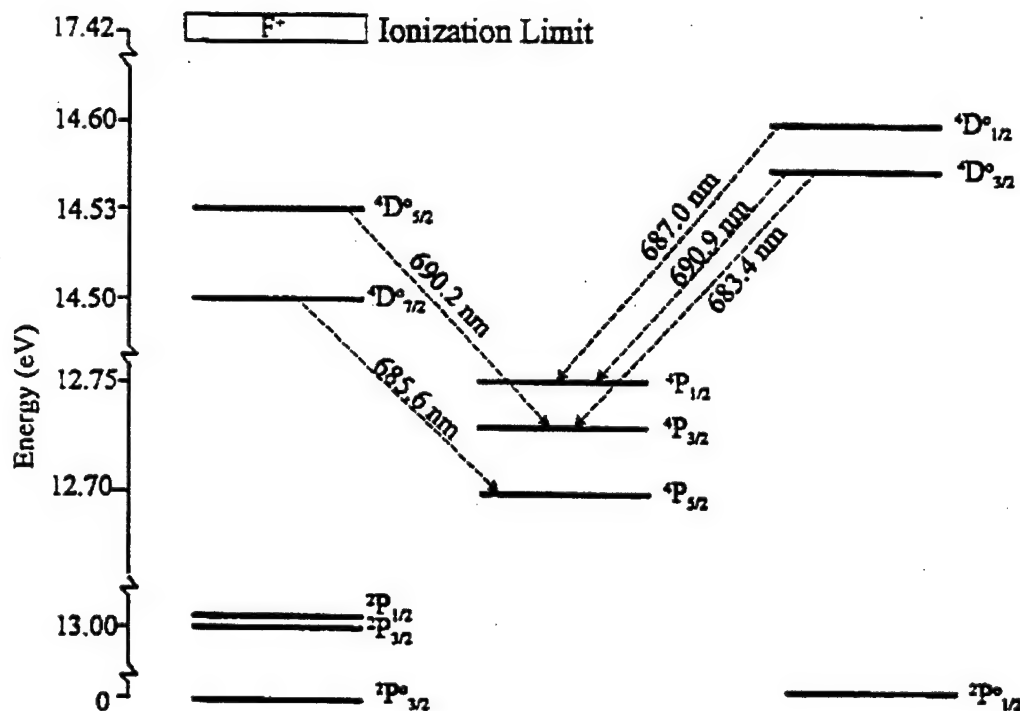 17.42
F⁺ Ionization Limit
14.60
⁴D°₁/₂
⁴D°₃/₂
14.53
⁴D°₅/₂
687.0 nm
690.9 nm
683.4 nm
690.2 nm
14.50
⁴D°₇/₂
Energy (eV)
685.6 nm
12.75
⁴P₁/₂
⁴P₃/₂
12.70
⁴P₅/₂
²P₁/₂
13.00
²P₃/₂
0
²P°₃/₂
²P°₁/₂